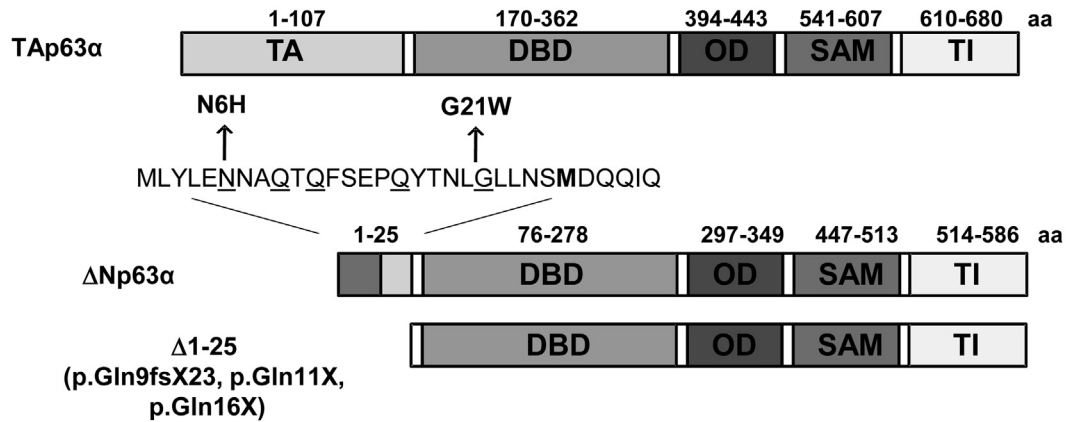 1-107 170-362 394-443 541-607 610-680 aa
TAp63α TA DBD OD SAM TI
N6H G21W
MLYLENNAQTQFSEPQYTNLGLLNSMDQQIQ
1-25 76-278 297-349 447-513 514-586 aa
ΔNp63α DBD OD SAM TI
Δ1-25 DBD OD SAM TI
(p.Gln9fsX23, p.Gln11X,
p.Gln16X)